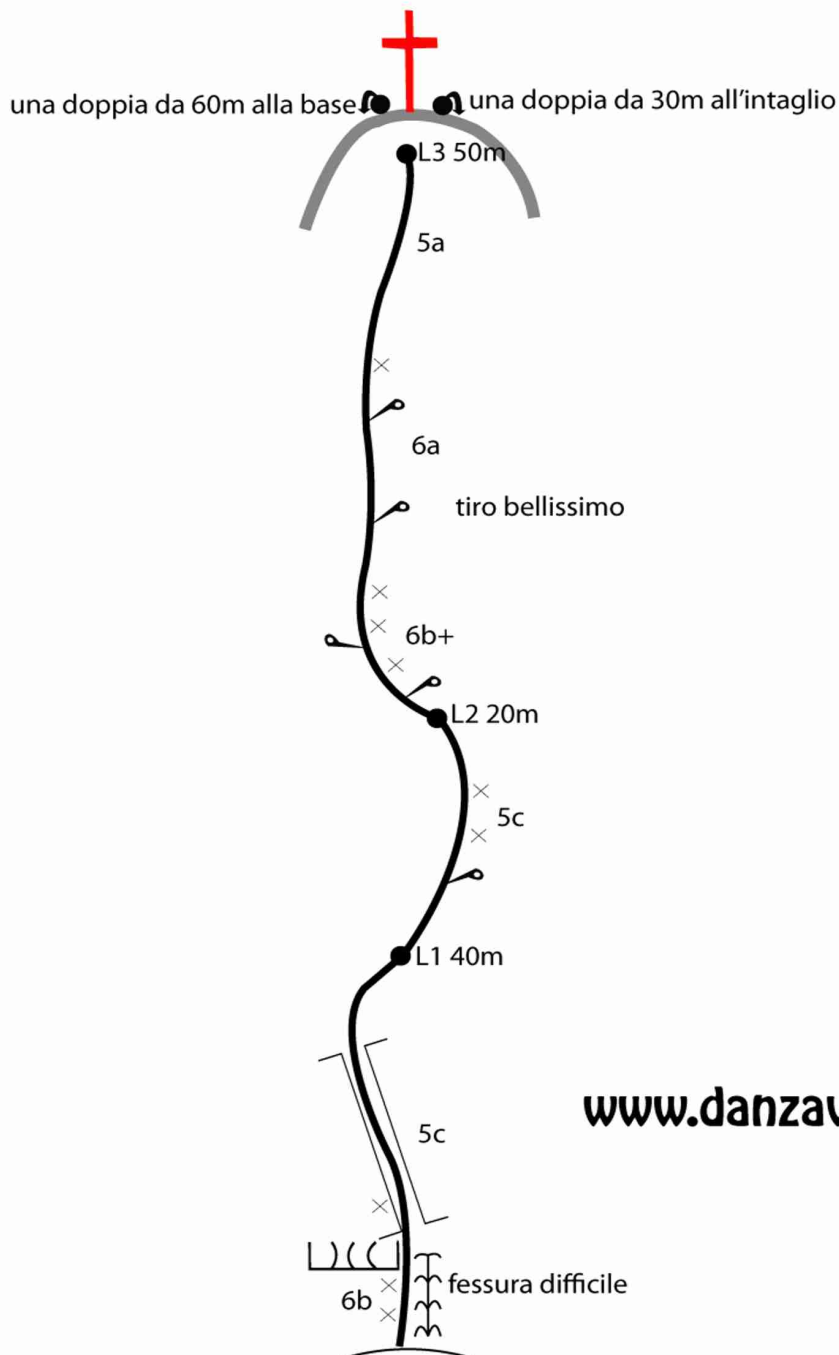 una doppia da 60m alla base
una doppia da 30m all'intaglio
L3 50m
5a
6a
tiro bellissimo
6b+
L2 20m
5c
L1 40m
5c
fessura difficile
6b